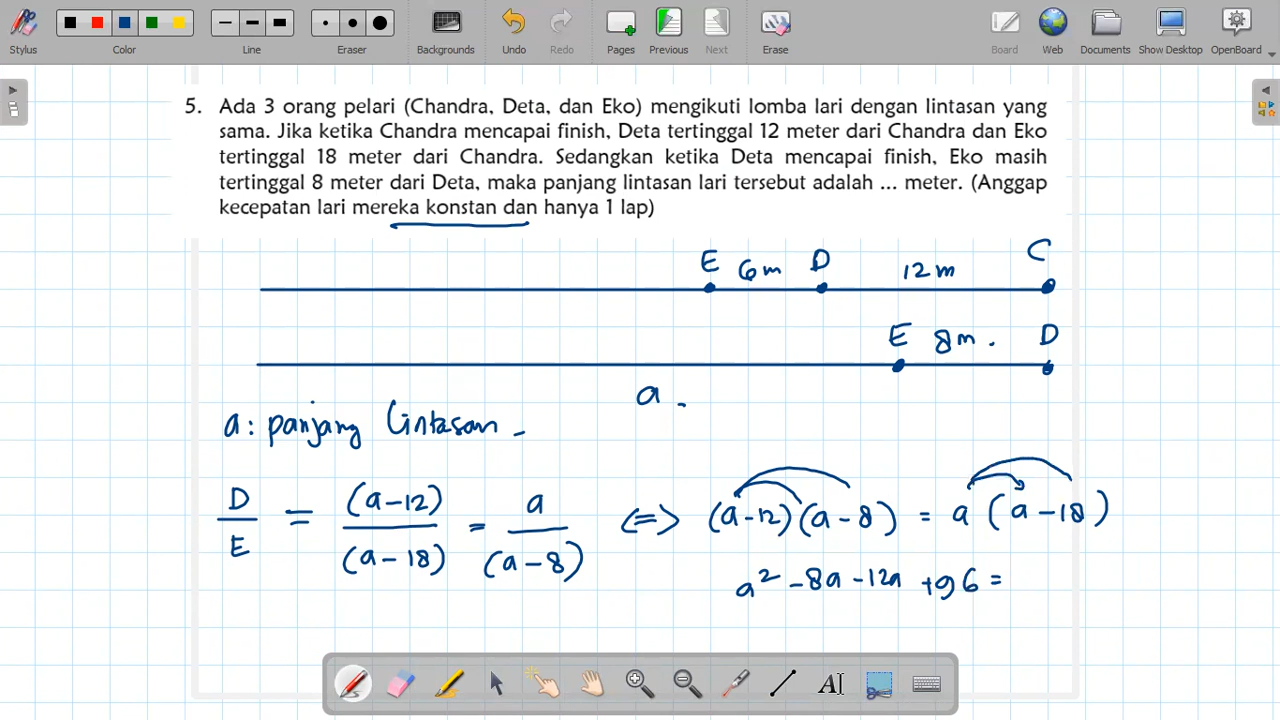 Stylus Color Line Eraser Backgrounds Undo Redo Pages Previous Next Erase Board Web Documents Show Desktop OpenBoard
5. Ada 3 orang pelari (Chandra, Deta, dan Eko) mengikuti lomba lari dengan lintasan yang
sama. Jika ketika Chandra mencapai finish, Deta tertinggal 12 meter dari Chandra dan Eko
tertinggal 18 meter dari Chandra. Sedangkan ketika Deta mencapai finish, Eko masih
tertinggal 8 meter dari Deta, maka panjang lintasan lari tersebut adalah ... meter. (Anggap
kecepatan lari mereka konstan dan hanya 1 lap)
E 6m D 12m C
E 8m. D
a.
a: panjang lintasan -
D/E = (a-12)/(a-18) = a/(a-8) <=> (a-12)(a-8) = a(a-18)
a² -8a -12a +96 =
AI